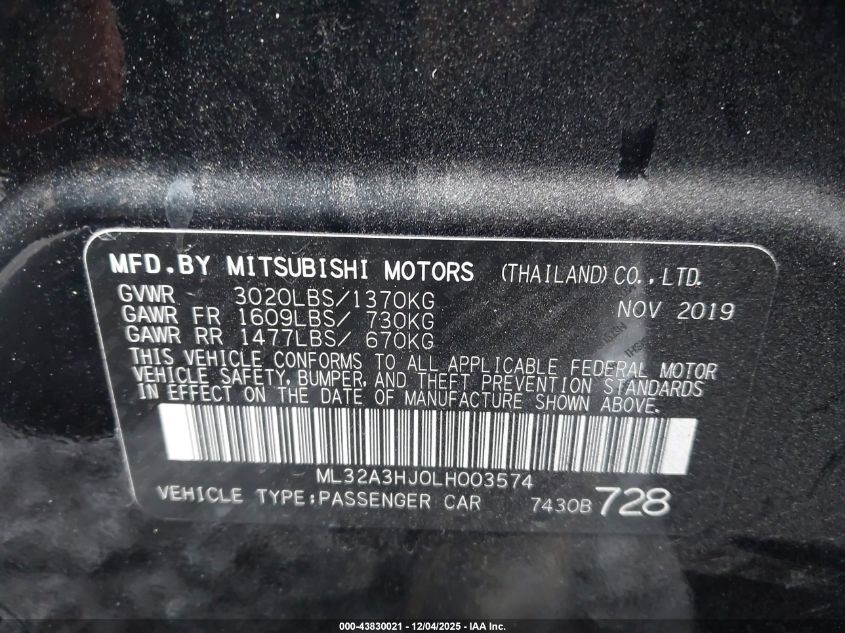 MFD.BY MITSUBISHI MOTORS (THAILAND) CO.,LTD.
GVWR 3020LBS/1370KG NOV 2019
GAWR FR 1609LBS/ 730KG
GAWR RR 1477LBS/ 670KG
THIS VEHICLE CONFORMS TO ALL APPLICABLE FEDERAL MOTOR
VEHICLE SAFETY, BUMPER, AND THEFT PREVENTION STANDARDS
IN EFFECT ON THE DATE OF MANUFACTURE SHOWN ABOVE.
ML32A3HJ0LH003574
VEHICLE TYPE:PASSENGER CAR 7430B 728
000-43830021 - 12/04/2025 - IAA Inc.